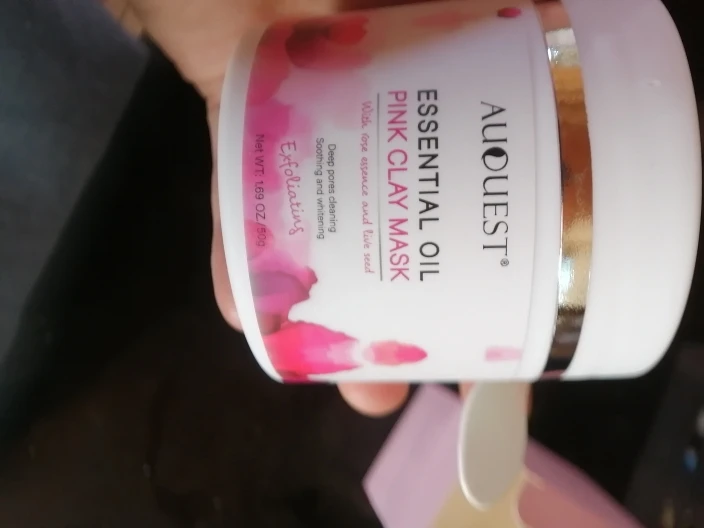 AUQUEST®
ESSENTIAL OIL
PINK CLAY MASK
With rose essence and live seed
Deep pores cleaning
Soothing and whitening
Exfoliating
Net WT: 1.69 OZ/50g